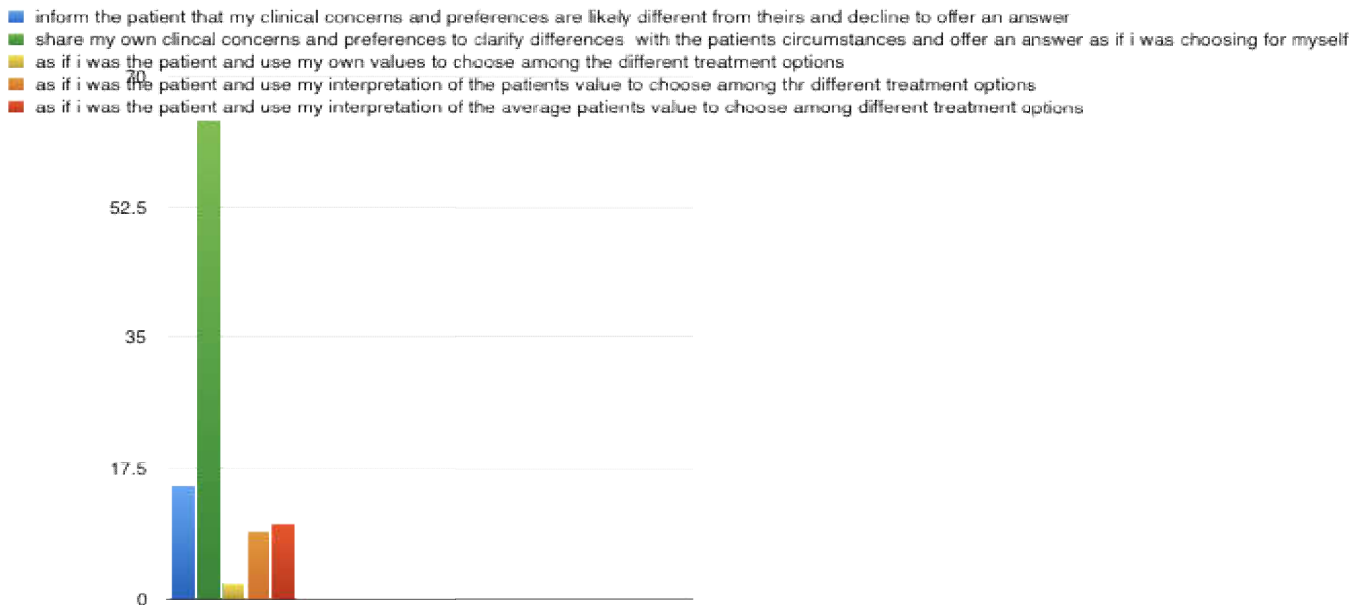 inform the patient that my clinical concerns and preferences are likely different from theirs and decline to offer an answer
share my own clincal concerns and preferences to clarify differences with the patients circumstances and offer an answer as if i was choosing for myself
as if i was the patient and use my own values to choose among the different treatment options
70
as if i was the patient and use my interpretation of the patients value to choose among thr different treatment options
as if i was the patient and use my interpretation of the average patients value to choose among different treatment options
52.5
35
17.5
0